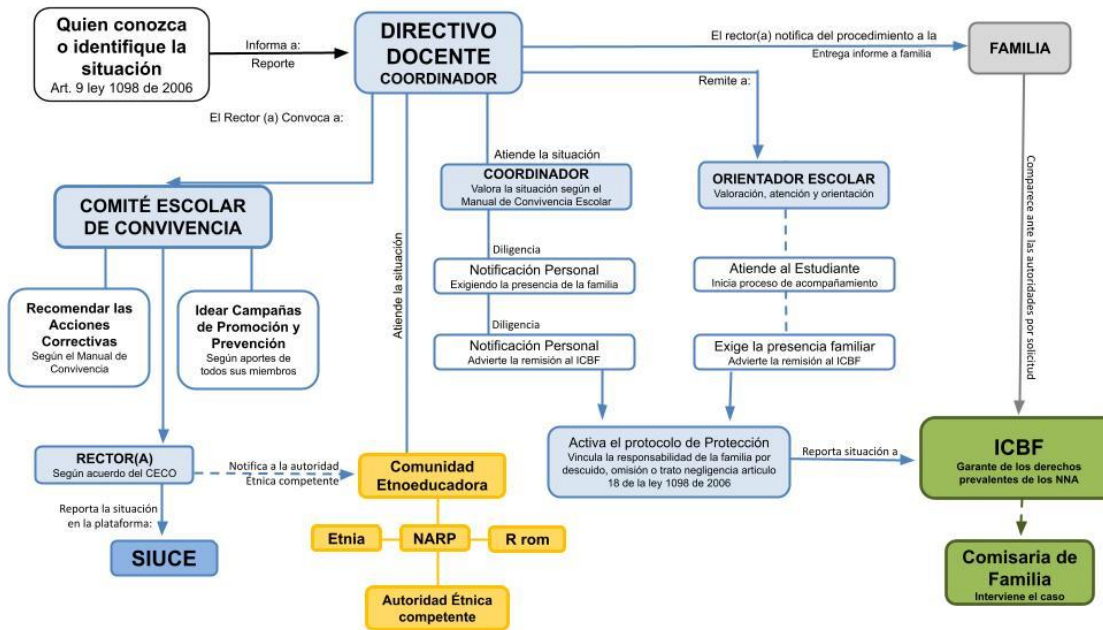 Quien conozca
o identifique la
situación
Art. 9 ley 1098 de 2006
Informa a:
Reporte
DIRECTIVO
DOCENTE
COORDINADOR
El rector(a) notifica del procedimiento a la
Entrega informe a familia
FAMILIA
El Rector (a) Convoca a:
Remite a:
Atiende la situación
COORDINADOR
Valora la situación según el
Manual de Convivencia Escolar
ORIENTADOR ESCOLAR
Valoración, atención y orientación
COMITÉ ESCOLAR
DE CONVIVENCIA
Atiende la situación
Comparece ante las autoridades por solicitud
Diligencia
Notificación Personal
Exigiendo la presencia de la familia
Atiende al Estudiante
Inicia proceso de acompañamiento
Recomendar las
Acciones
Correctivas
Según el Manual de
Convivencia
Idear Campañas
de Promoción y
Prevención
Según aportes de
todos sus miembros
Diligencia
Notificación Personal
Advierte la remisión al ICBF
Exige la presencia familiar
Advierte la remisión al ICBF
RECTOR(A)
Según acuerdo del CECO
Notifica a la autoridad
Étnica competente
Comunidad
Etnoeducadora
Activa el protocolo de Protección
Vincula la responsabilidad de la familia por
descuido, omisión o trato negligencia articulo
18 de la ley 1098 de 2006
Reporta situación a
ICBF
Garante de los derechos
prevalentes de los NNA
Reporta la situación
en la plataforma:
SIUCE
Etnia
NARP
R rom
Autoridad Étnica
competente
Comisaria de
Familia
Interviene el caso